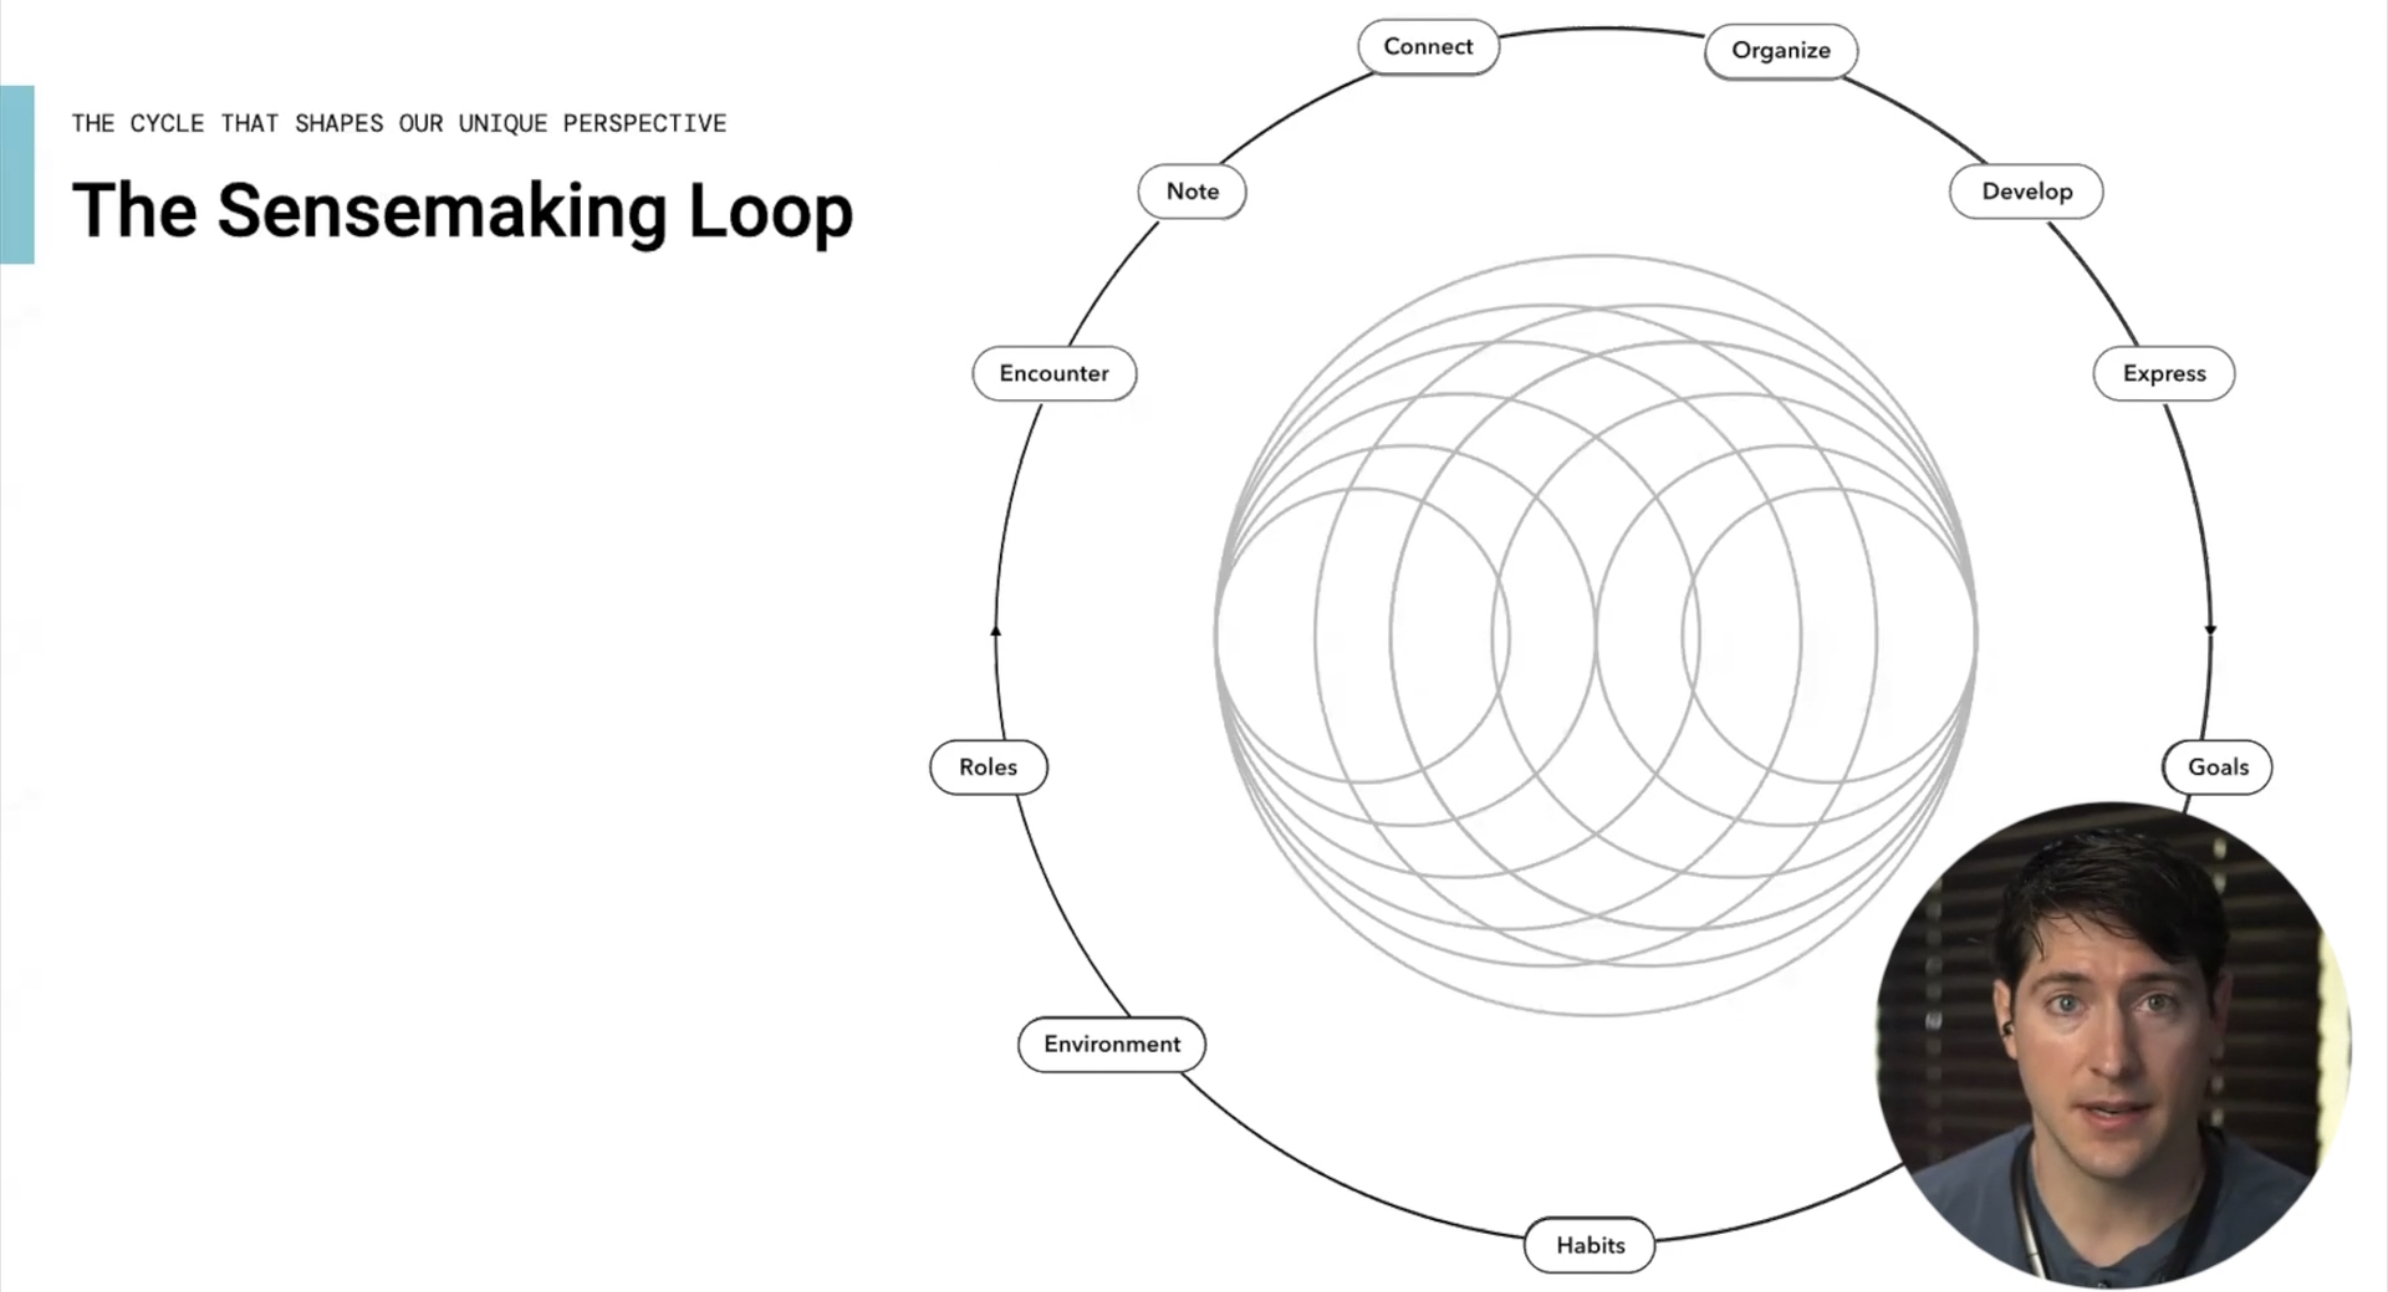 THE CYCLE THAT SHAPES OUR UNIQUE PERSPECTIVE
The Sensemaking Loop
Connect
Organize
Note
Develop
Encounter
Express
Roles
Goals
Environment
Habits